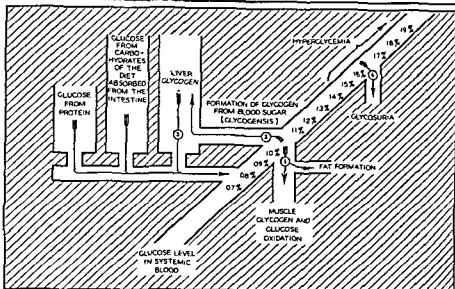 GLUCOSE
FROM
PROTEIN
GLUCOSE
FROM
CARBO-
HYDRATES
OF THE
DIET
ABSORBED
FROM THE
INTESTINE
LIVER
GLYCOGEN
FORMATION OF GLYCOGEN
FROM BLOOD SUGAR
(GLYCOGENSIS)
HYPERGLYCEMIA
.19%
.18%
.17%
.16%
.15%
.14%
.13%
.12%
.11%
.10%
.09%
.08%
.07%
GLYCOSURIA
FAT FORMATION
MUSCLE
GLYCOGEN AND
GLUCOSE
OXIDATION
GLUCOSE LEVEL
IN SYSTEMIC
BLOOD